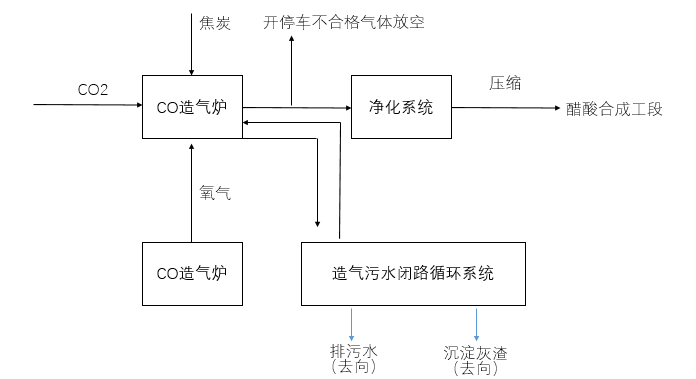 焦炭
开停车不合格气体放空
CO2
CO造气炉
净化系统
压缩
醋酸合成工段
氧气
CO造气炉
造气污水闭路循环系统
排污水
（去向）
沉淀灰渣
（去向）